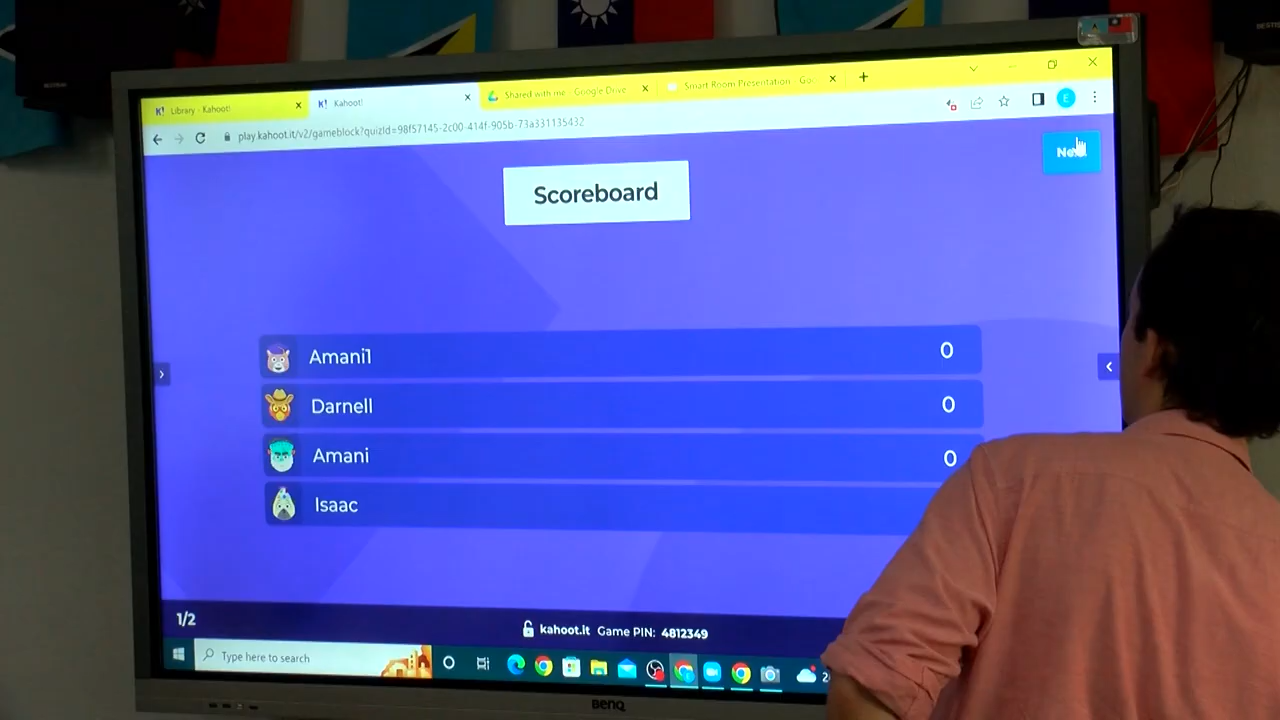 Library - Kahoot!
Kahoot!
Shared with me - Google Drive
Smart Room Presentation - Goo
play.kahoot.it/v2/gameblock?quizId=98f57145-2c00-414f-905b-73a331135432
E
Scoreboard
Amani1 0
Darnell 0
Amani 0
Isaac
1/2
kahoot.it Game PIN: 4812349
Type here to search
BenQ